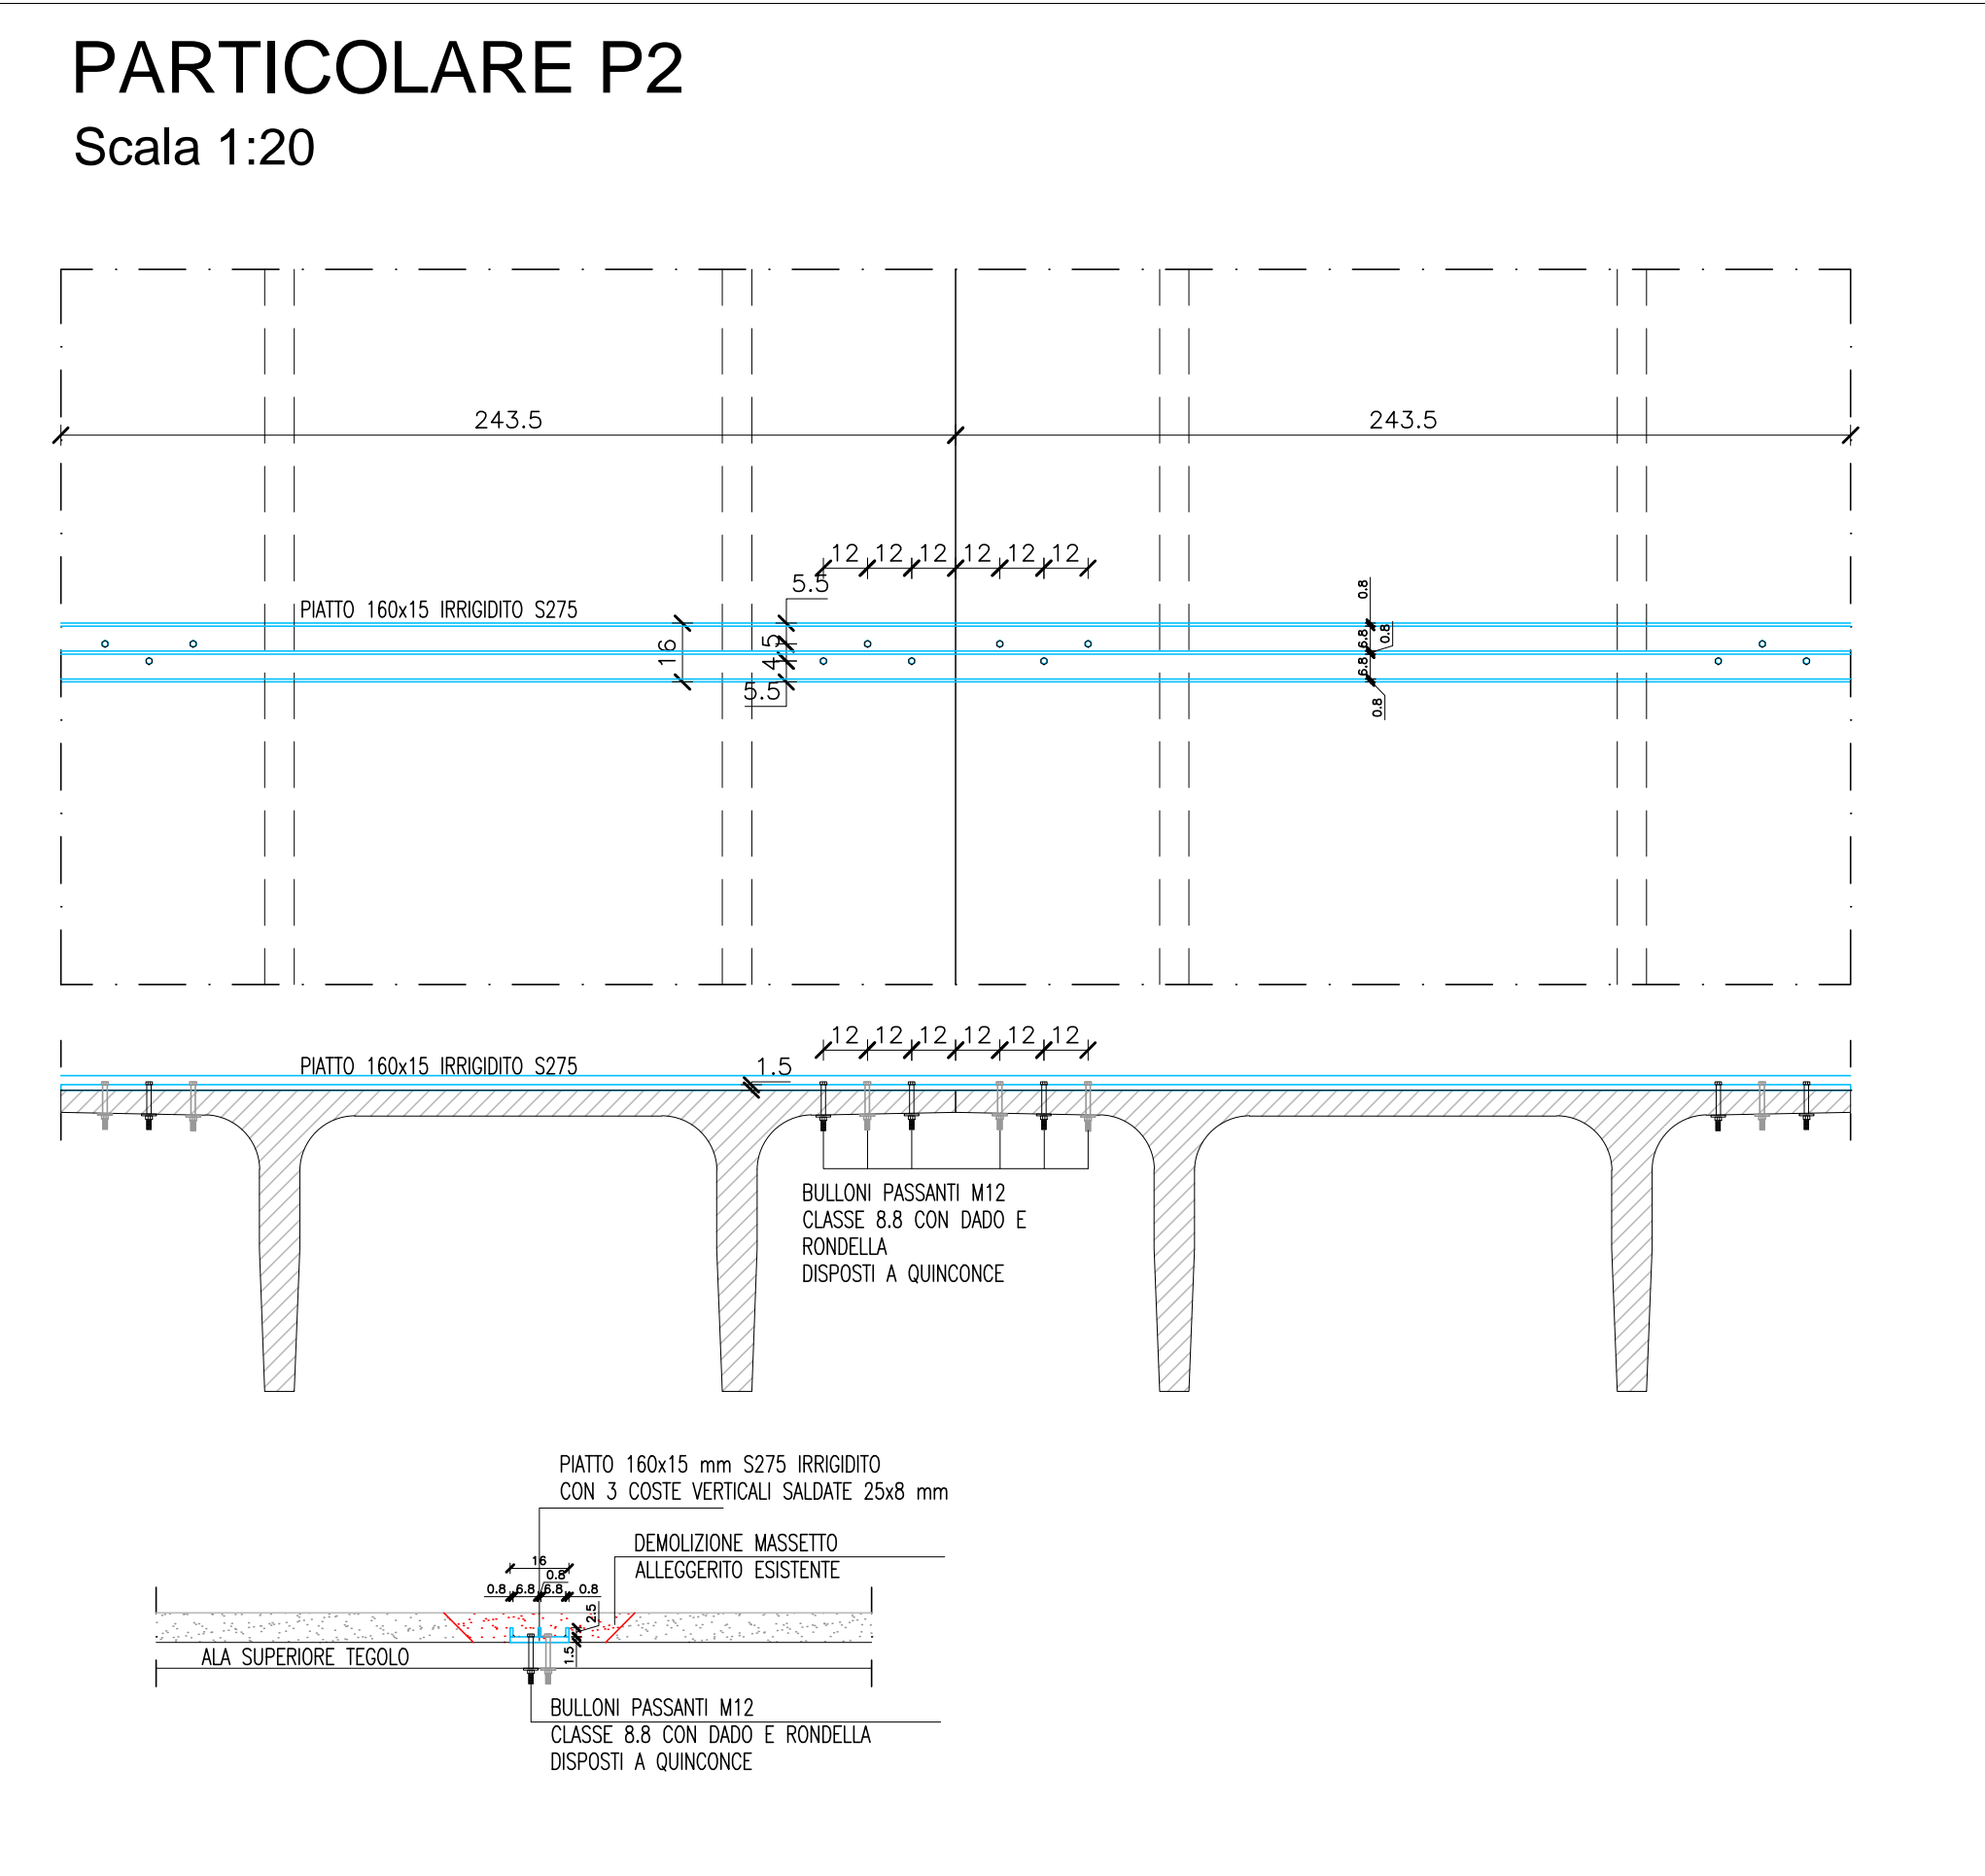 PARTICOLARE P2
Scala 1:20
243.5 243.5
12 12 12 12 12 12
5.5
PIATTO 160x15 IRRIGIDITO S275
16
4.5
5.5
0.8
6.8 0.8
6.8
0.8
12 12 12 12 12 12
PIATTO 160x15 IRRIGIDITO S275
1.5
BULLONI PASSANTI M12
CLASSE 8.8 CON DADO E
RONDELLA
DISPOSTI A QUINCONCE
PIATTO 160x15 mm S275 IRRIGIDITO
CON 3 COSTE VERTICALI SALDATE 25x8 mm
DEMOLIZIONE MASSETTO
ALLEGGERITO ESISTENTE
16
0.8
0.8 6.8 6.8 0.8
2.5
1.5
ALA SUPERIORE TEGOLO
BULLONI PASSANTI M12
CLASSE 8.8 CON DADO E RONDELLA
DISPOSTI A QUINCONCE